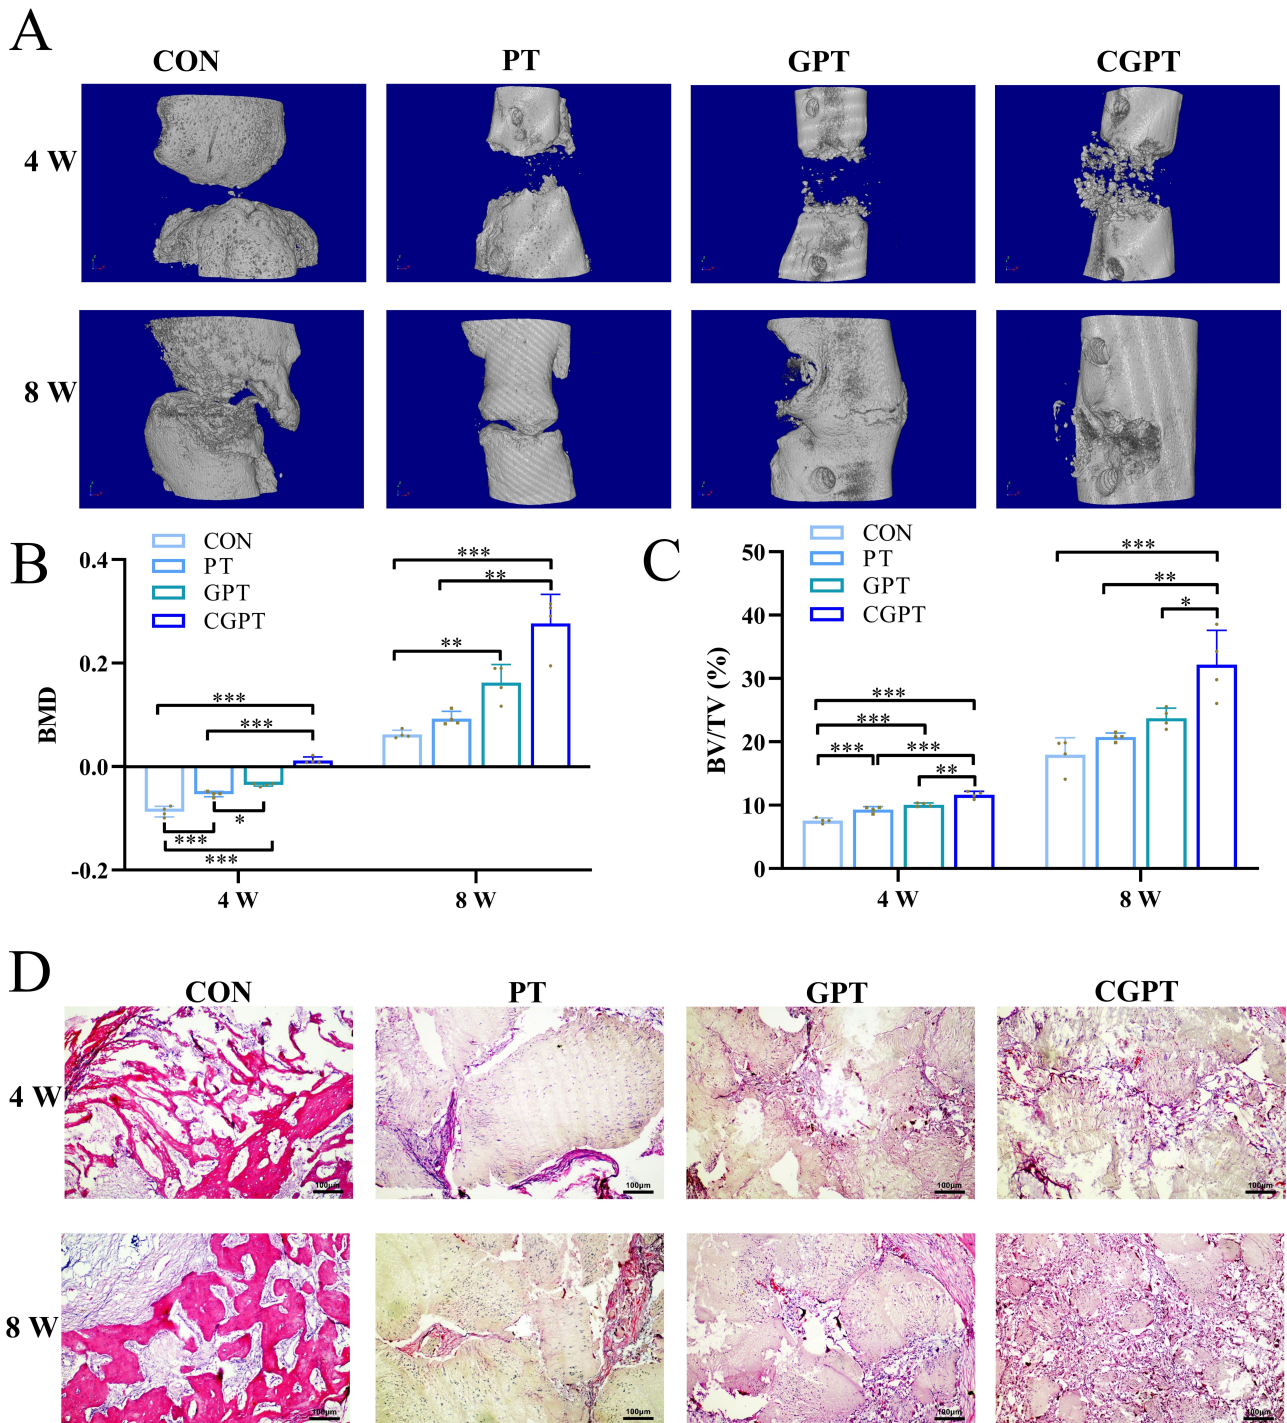 A
CON PT GPT CGPT
4 W
8 W
B
CON
PT
GPT
CGPT
BMD
0.4
0.2
0.0
-0.2
***
**
**
***
***
*
***
***
4 W 8 W
C
CON
PT
GPT
CGPT
BV/TV (%)
50
40
30
20
10
0
***
**
*
***
***
*** ***
**
4 W 8 W
D
CON PT GPT CGPT
4 W
100μm 100μm 100μm 100μm
8 W
100μm 100μm 100μm 100μm